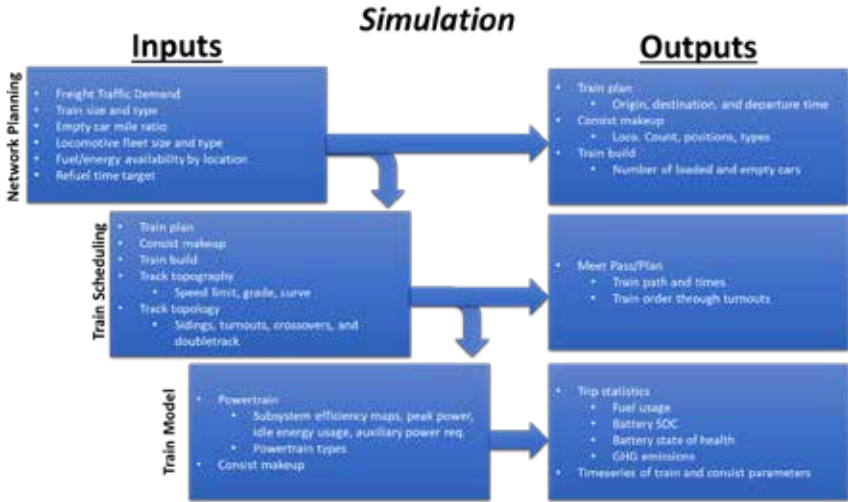 Simulation
Inputs
Outputs
Network Planning
• Freight Traffic Demand
• Train size and type
• Empty car mile ratio
• Locomotive fleet size and type
• Fuel/energy availability by location
• Refuel time target
• Train plan
• Origin, destination, and departure time
• Consist makeup
• Loco. Count, positions, types
• Train build
• Number of loaded and empty cars
Train Scheduling
• Train plan
• Consist makeup
• Train build
• Track topography
• Speed limit, grade, curve
• Track topology
• Sidings, turnouts, crossovers, and
doubletrack
• Meet Pass/Plan
• Train path and times
• Train order through turnouts
Train Model
• Powertrain
• Subsystem efficiency maps, peak power,
idle energy usage, auxiliary power req.
• Powertrain types
• Consist makeup
• Trip statistics
• Fuel usage
• Battery SOC
• Battery state of health
• GHG emissions
• Timeseries of train and consist parameters